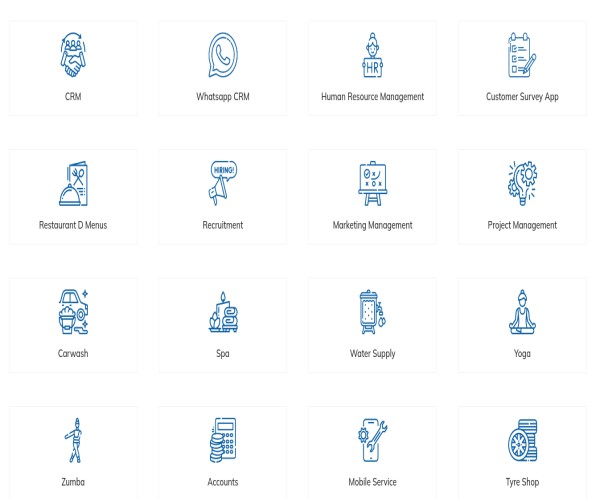 CRM
Whatsapp CRM
HR
Human Resource Management
Customer Survey App
Restaurant D Menus
HIRING!
Recruitment
Marketing Management
Project Management
Carwash
Spa
Water Supply
Yoga
Zumba
Accounts
Mobile Service
Tyre Shop